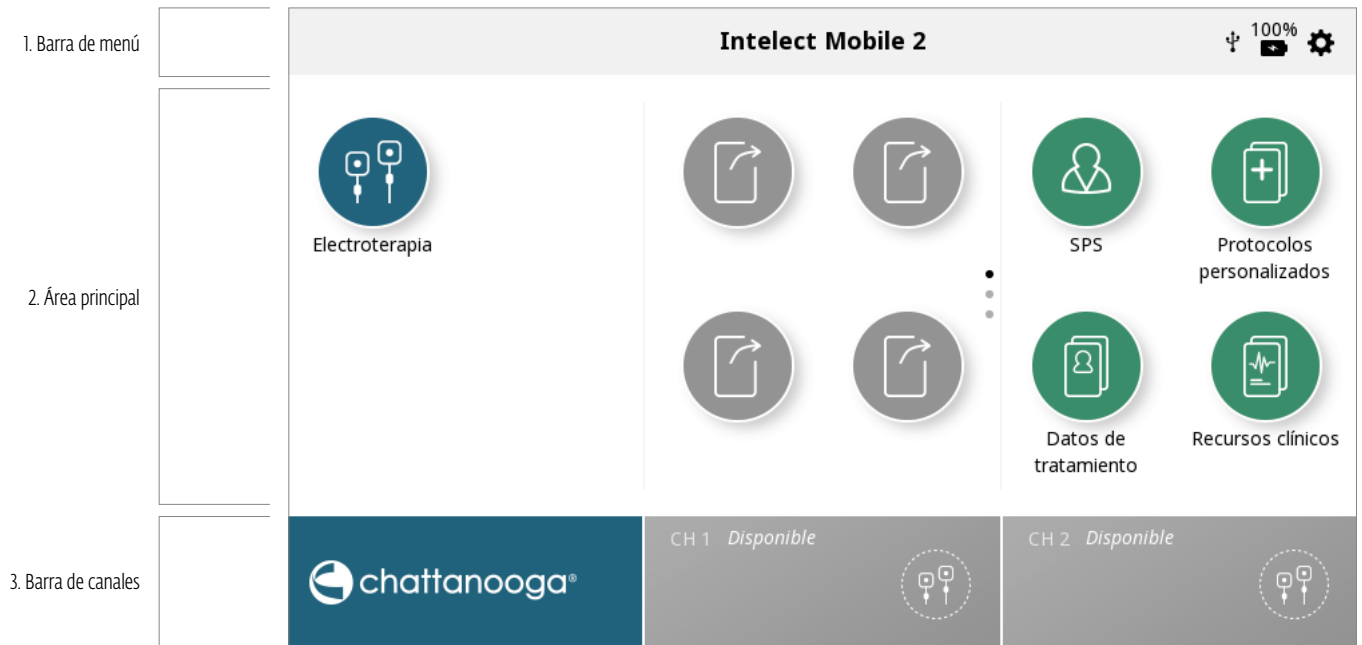 1. Barra de menú
Intelect Mobile 2
100%
Electroterapia
SPS
Protocolos
personalizados
2. Área principal
Datos de
tratamiento
Recursos clínicos
3. Barra de canales
chattanooga®
CH 1 Disponible
CH 2 Disponible